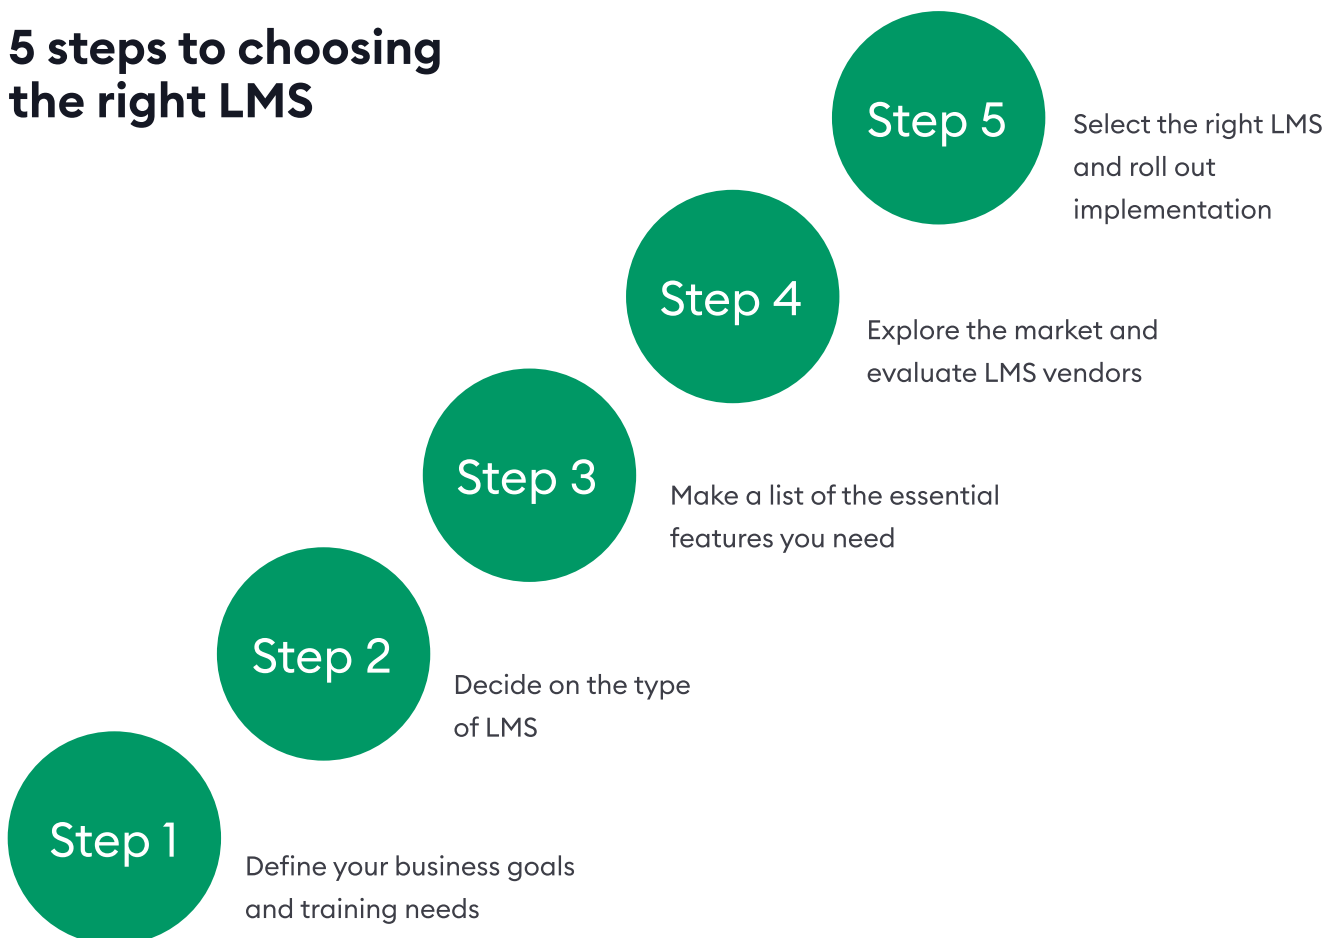 5 steps to choosing
the right LMS
Step 5
Select the right LMS
and roll out
implementation
Step 4
Explore the market and
evaluate LMS vendors
Step 3
Make a list of the essential
features you need
Step 2
Decide on the type
of LMS
Step 1
Define your business goals
and training needs